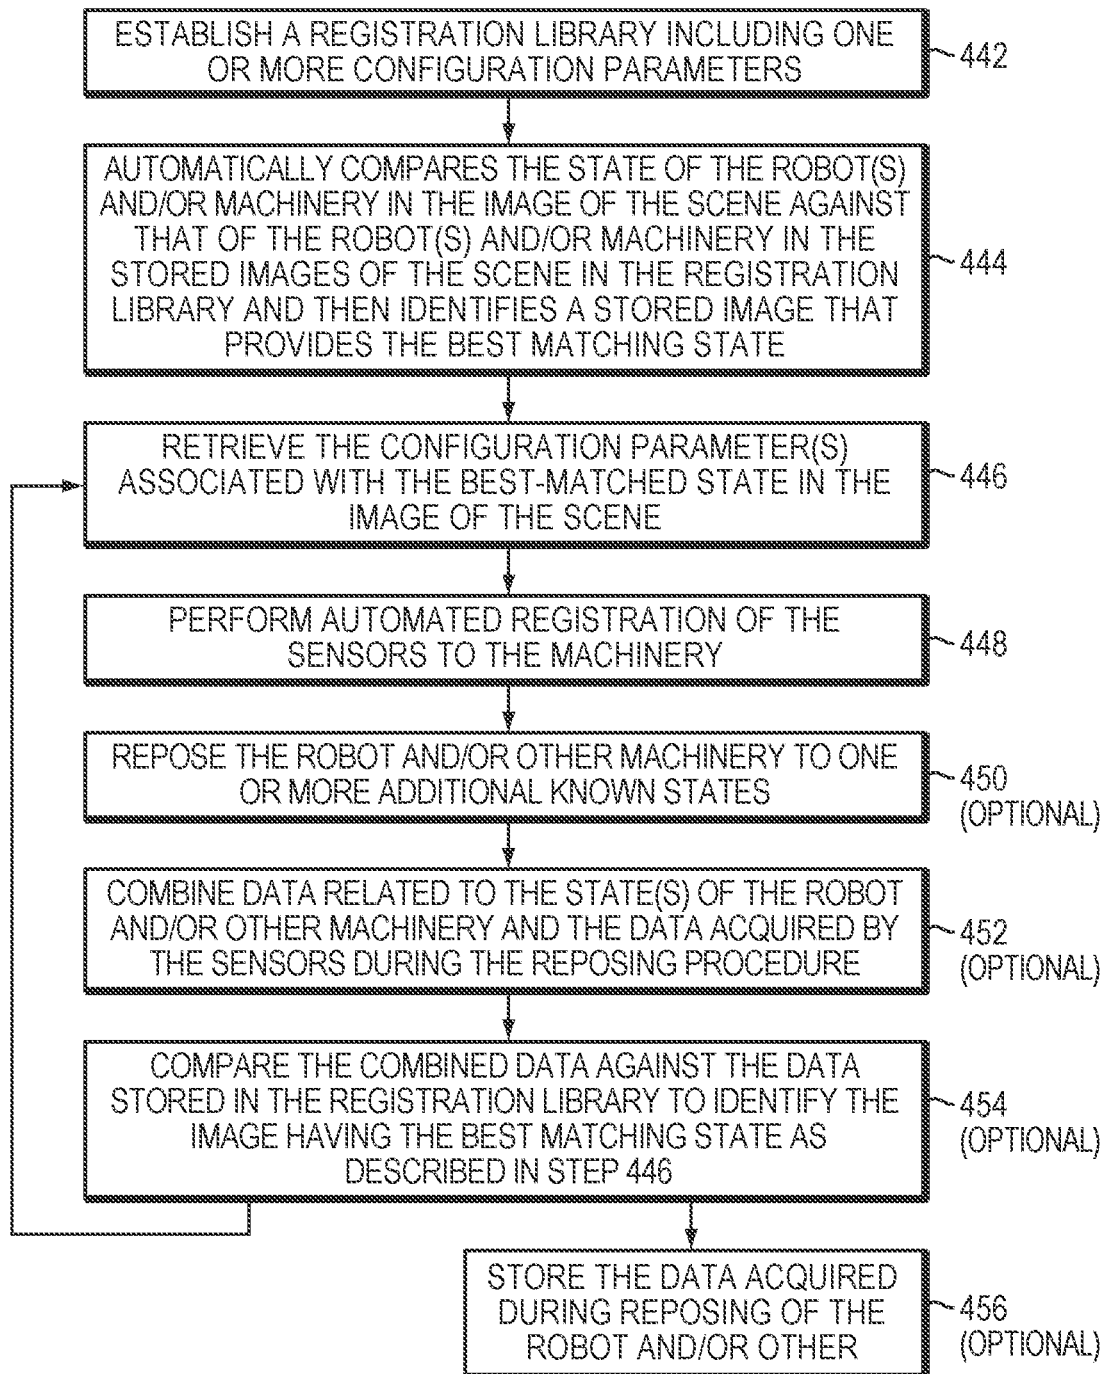 ESTABLISH A REGISTRATION LIBRARY INCLUDING ONE
OR MORE CONFIGURATION PARAMETERS
442
AUTOMATICALLY COMPARES THE STATE OF THE ROBOT(S)
AND/OR MACHINERY IN THE IMAGE OF THE SCENE AGAINST
THAT OF THE ROBOT(S) AND/OR MACHINERY IN THE
STORED IMAGES OF THE SCENE IN THE REGISTRATION
LIBRARY AND THEN IDENTIFIES A STORED IMAGE THAT
PROVIDES THE BEST MATCHING STATE
444
RETRIEVE THE CONFIGURATION PARAMETER(S)
ASSOCIATED WITH THE BEST-MATCHED STATE IN THE
IMAGE OF THE SCENE
446
PERFORM AUTOMATED REGISTRATION OF THE
SENSORS TO THE MACHINERY
448
REPOSE THE ROBOT AND/OR OTHER MACHINERY TO ONE
OR MORE ADDITIONAL KNOWN STATES
450
(OPTIONAL)
COMBINE DATA RELATED TO THE STATE(S) OF THE ROBOT
AND/OR OTHER MACHINERY AND THE DATA ACQUIRED BY
THE SENSORS DURING THE REPOSING PROCEDURE
452
(OPTIONAL)
COMPARE THE COMBINED DATA AGAINST THE DATA
STORED IN THE REGISTRATION LIBRARY TO IDENTIFY THE
IMAGE HAVING THE BEST MATCHING STATE AS
DESCRIBED IN STEP 446
454
(OPTIONAL)
STORE THE DATA ACQUIRED
DURING REPOSING OF THE
ROBOT AND/OR OTHER
456
(OPTIONAL)